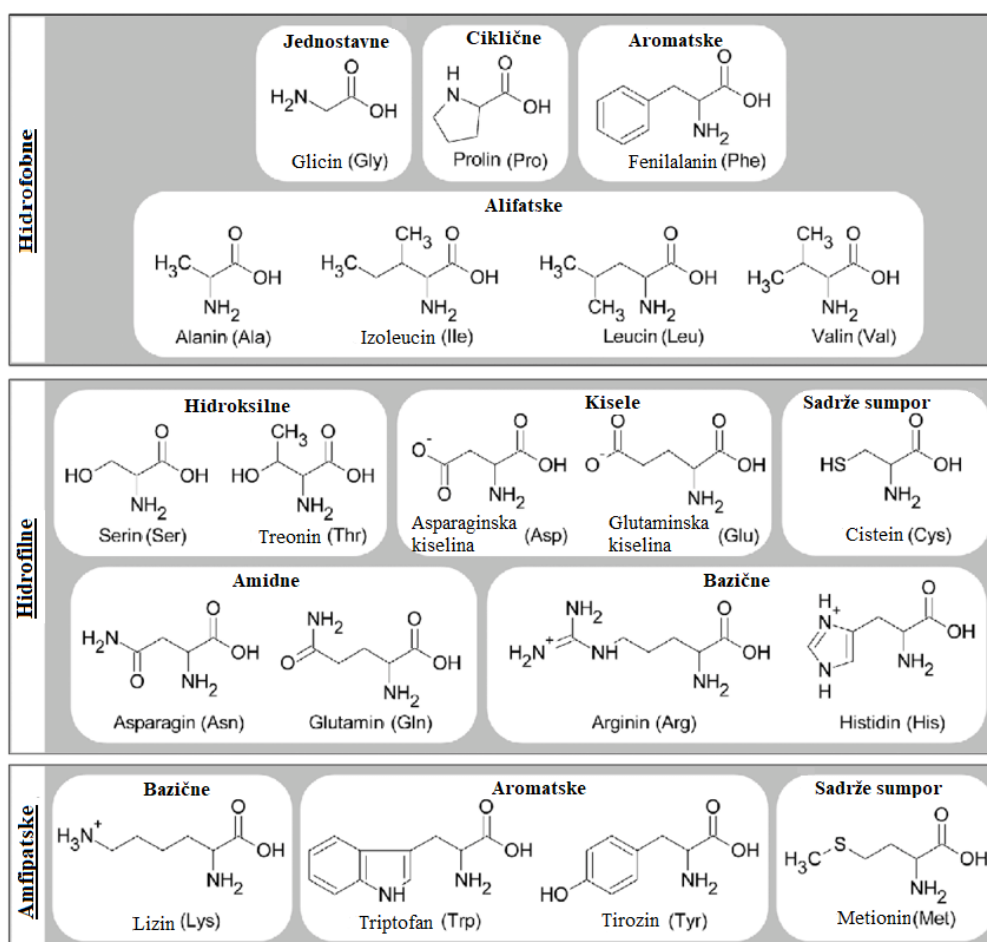 Hidrofobne
Jednostavne
H₂N
O
OH
Glicin (Gly)
Ciklične
H
N
O
OH
Prolin (Pro)
Aromatske
O
OH
NH₂
Fenilalanin (Phe)
Alifatske
O
H₃C
OH
NH₂
Alanin (Ala)
CH₃ O
OH
NH₂
Izoleucin (Ile)
O
H₃C
OH
CH₃ NH₂
Leucin (Leu)
CH₃
O
H₃C
OH
NH₂
Valin (Val)
Hidrofilne
Hidroksilne
O
HO
OH
NH₂
Serin (Ser)
CH₃ O
HO
OH
NH₂
Treonin (Thr)
Kisele
O
O⁻
OH
O
NH₂
Asparaginska
kiselina (Asp)
O
O
O⁻
OH
NH₂
Glutaminska
kiselina (Glu)
Sadrže sumpor
O
HS
OH
NH₂
Cistein (Cys)
Amidne
O
H₂N
OH
O
NH₂
Asparagin (Asn)
NH₂
O
O
OH
NH₂
Glutamin (Gln)
Bazične
NH₂
O
H₂N
+
NH
OH
NH₂
Arginin (Arg)
H
N
+
O
OH
NH₂
N
H
Histidin (His)
Amfipatske
Bazične
O
H₃N⁺
OH
NH₂
Lizin (Lys)
Aromatske
O
OH
NH₂
NH
Triptofan (Trp)
O
OH
HO
NH₂
Tirozin (Tyr)
Sadrže sumpor
O
S
H₃C
OH
NH₂
Metionin(Met)